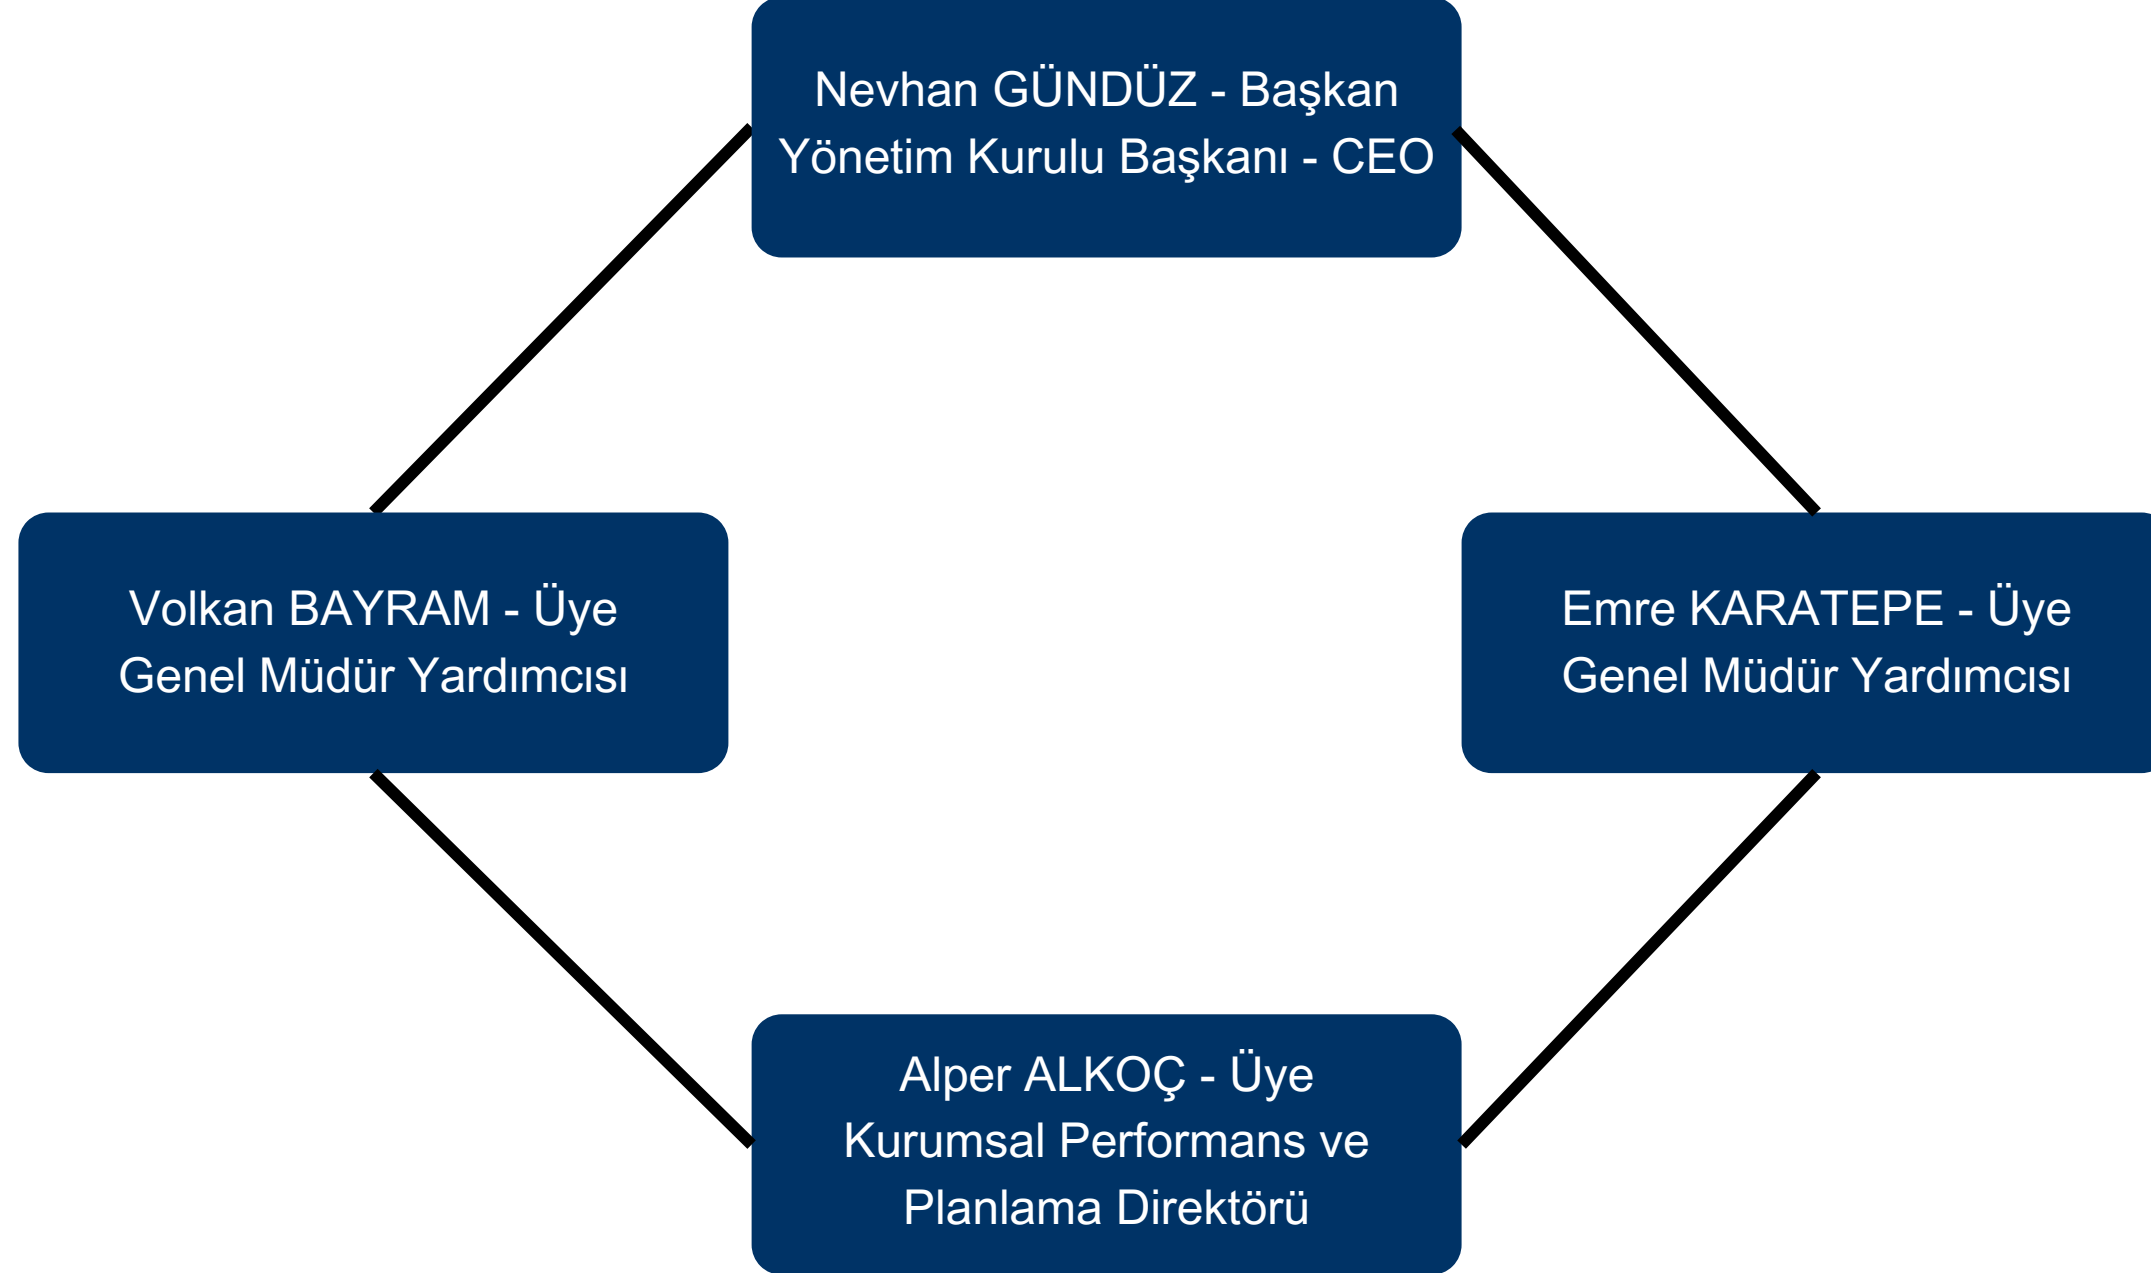 Nevhan GÜNDÜZ - Başkan
Yönetim Kurulu Başkanı - CEO
Volkan BAYRAM - Üye
Genel Müdür Yardımcısı
Emre KARATEPE - Üye
Genel Müdür Yardımcısı
Alper ALKOÇ - Üye
Kurumsal Performans ve
Planlama Direktörü